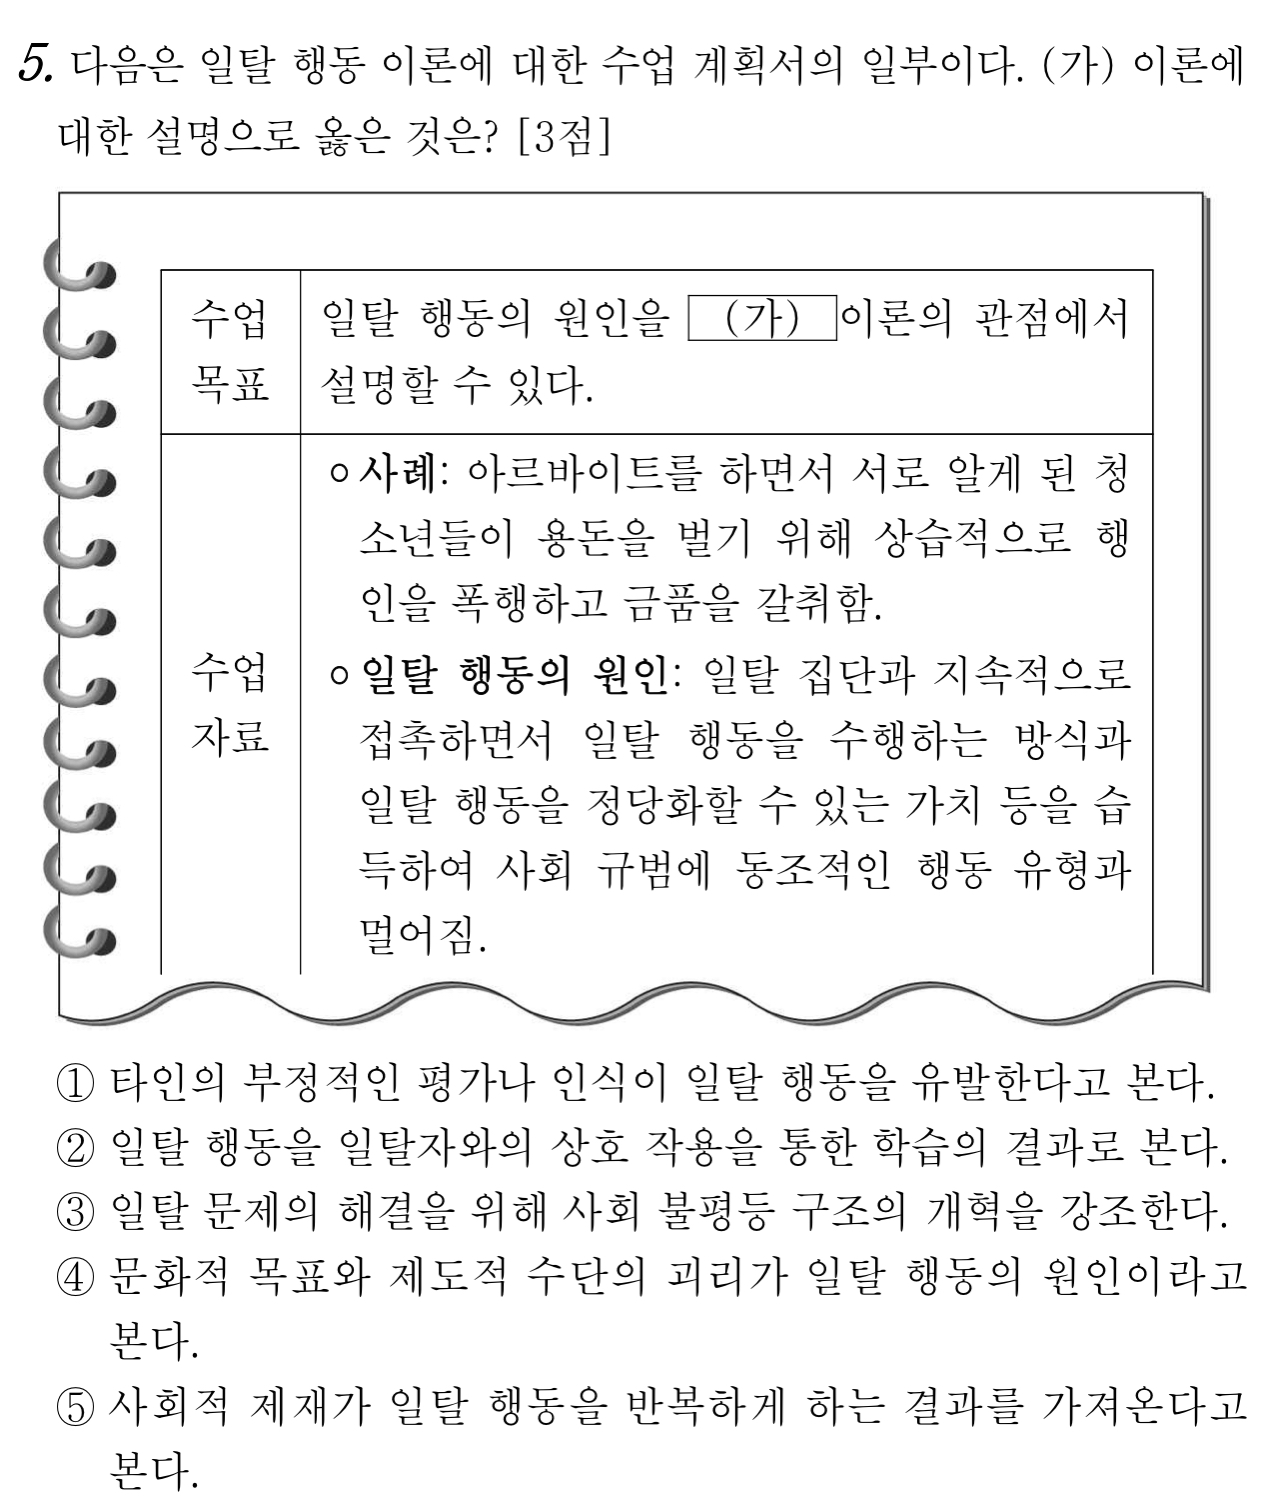 5. 다음은 일탈 행동 이론에 대한 수업 계획서의 일부이다. (가) 이론에
대한 설명으로 옳은 것은? [3점]
수업
목표
일탈 행동의 원인을 (가) 이론의 관점에서
설명할 수 있다.
수업
자료
○ 사례: 아르바이트를 하면서 서로 알게 된 청
소년들이 용돈을 벌기 위해 상습적으로 행
인을 폭행하고 금품을 갈취함.
○ 일탈 행동의 원인: 일탈 집단과 지속적으로
접촉하면서 일탈 행동을 수행하는 방식과
일탈 행동을 정당화할 수 있는 가치 등을 습
득하여 사회 규범에 동조적인 행동 유형과
멀어짐.
① 타인의 부정적인 평가나 인식이 일탈 행동을 유발한다고 본다.
② 일탈 행동을 일탈자와의 상호 작용을 통한 학습의 결과로 본다.
③ 일탈 문제의 해결을 위해 사회 불평등 구조의 개혁을 강조한다.
④ 문화적 목표와 제도적 수단의 괴리가 일탈 행동의 원인이라고
본다.
⑤ 사회적 제재가 일탈 행동을 반복하게 하는 결과를 가져온다고
본다.